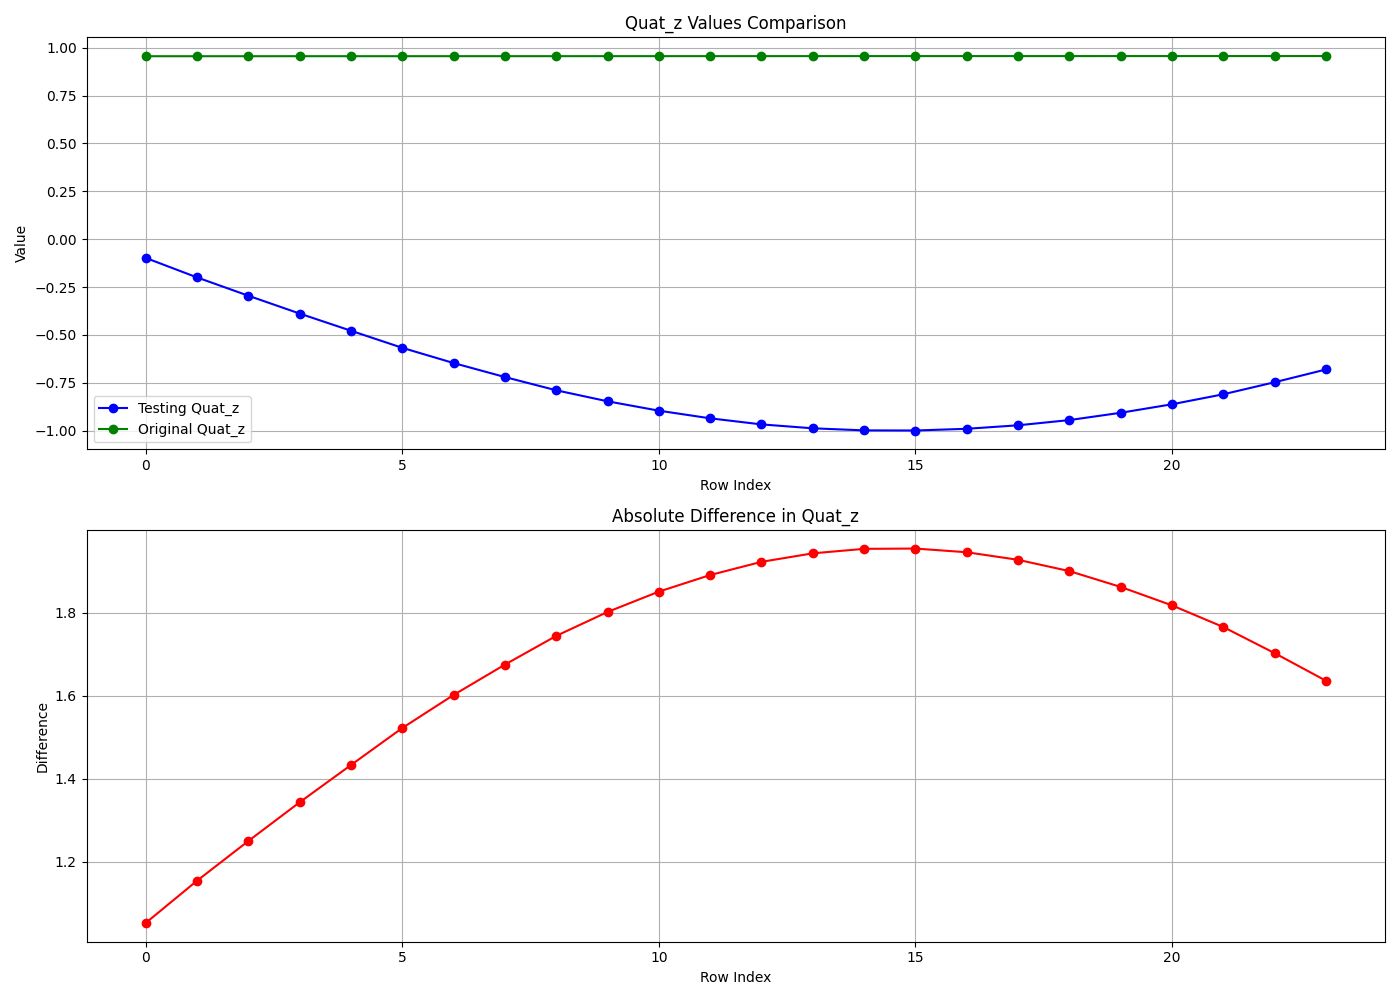 Quat_z Values Comparison
1.00
0.75
0.50
0.25
0.00
−0.25
−0.50
−0.75
−1.00
Value
Testing Quat_z
Original Quat_z
0 5 10 15 20
Row Index
Absolute Difference in Quat_z
1.8
1.6
1.4
1.2
Difference
0 5 10 15 20
Row Index